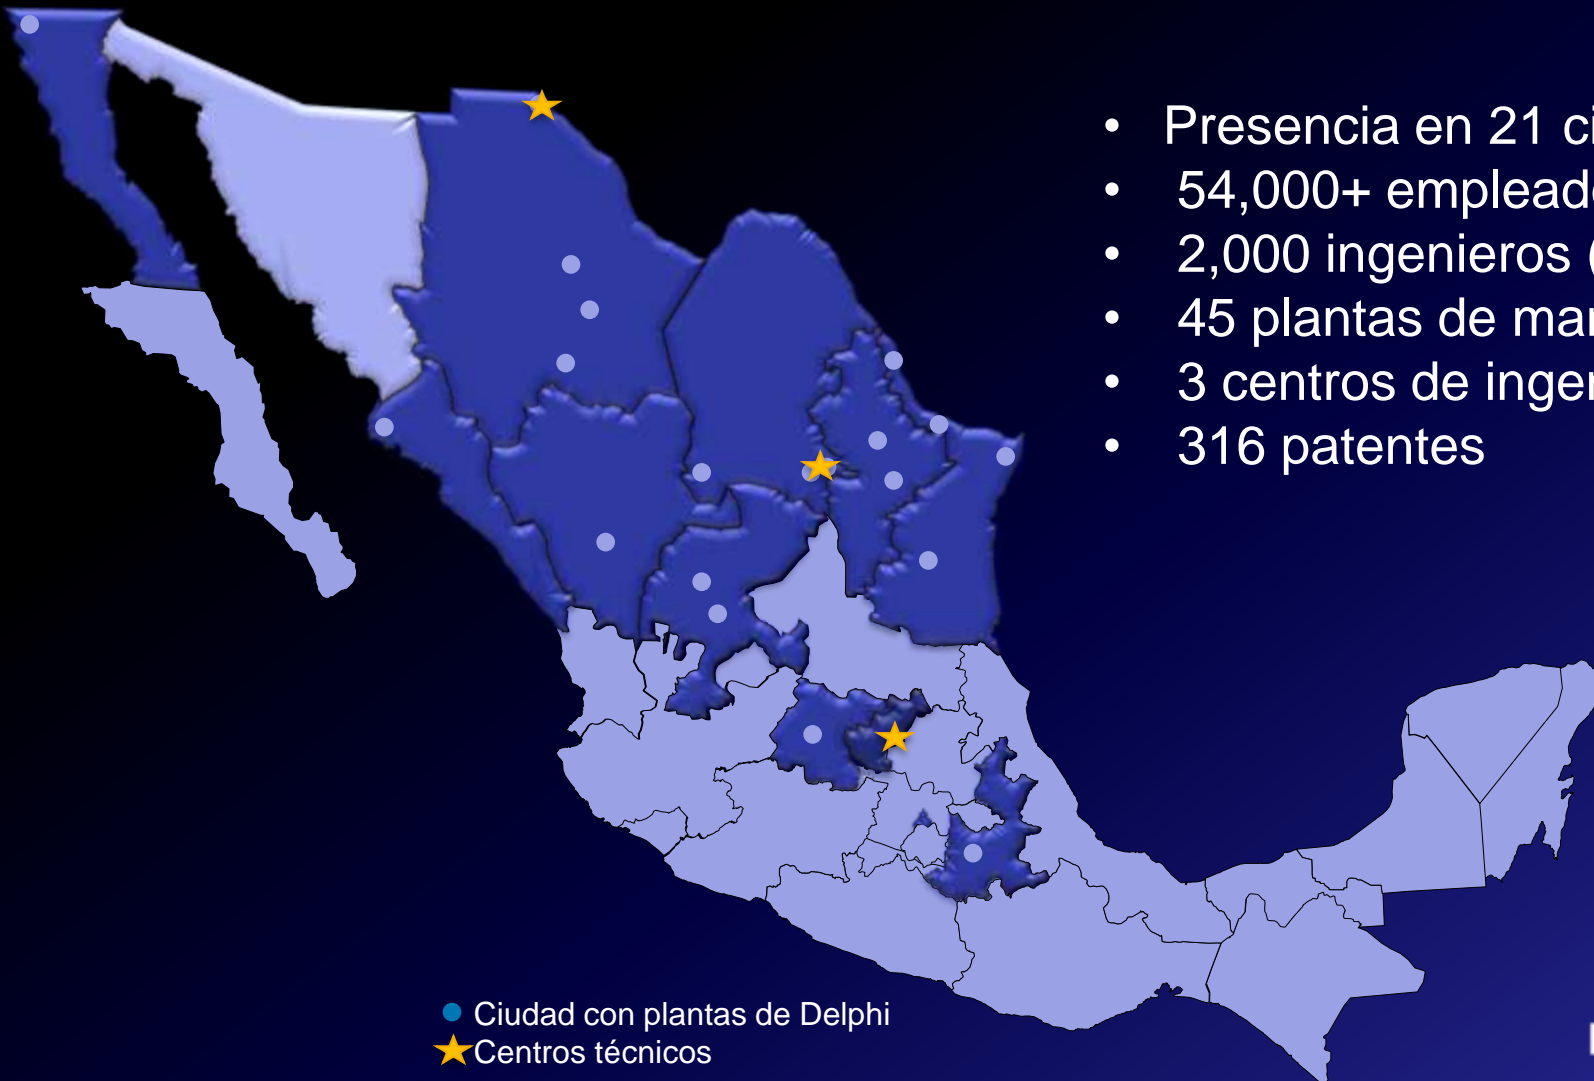 • Presencia en 21
• 54,000+
• 2,000 ingenieros (
• 45 plantas de
• 3 centros de
• 316 patentes
Ciudad con plantas de Delphi
Centros técnicos